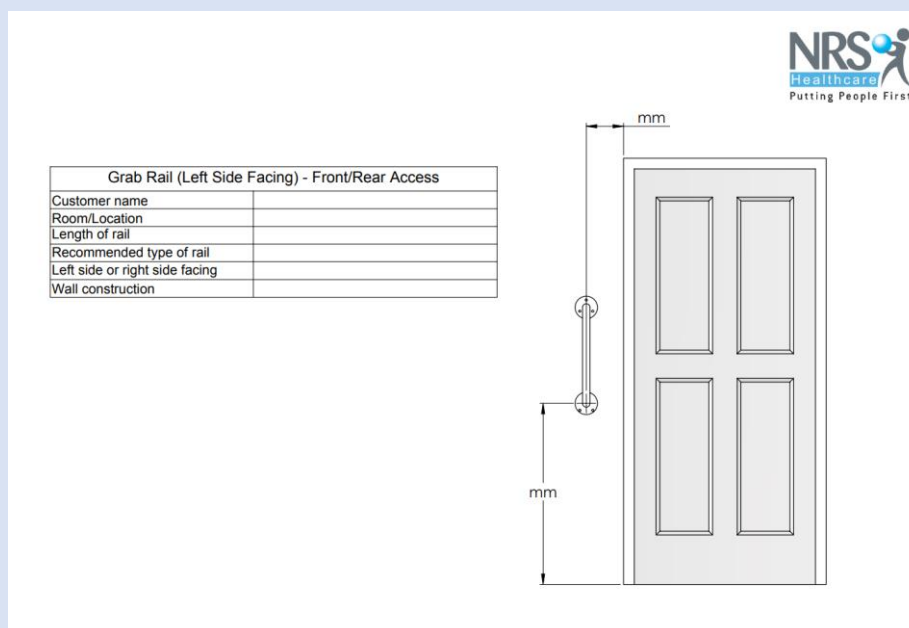 NRS
Healthcare
Putting People First
mm
Grab Rail (Left Side Facing) - Front/Rear Access
Customer name
Room/Location
Length of rail
Recommended type of rail
Left side or right side facing
Wall construction
mm